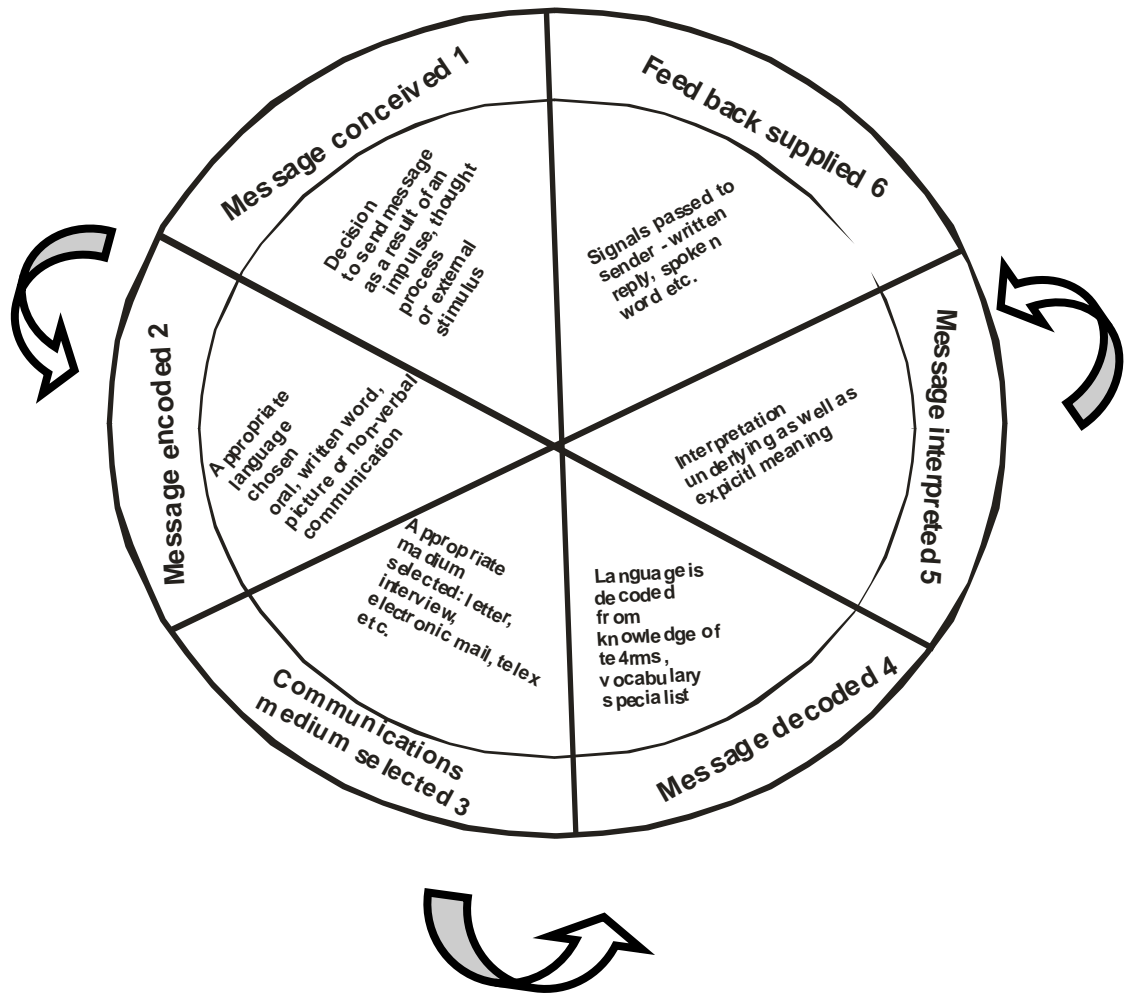 Message conceived 1
Decision
to send message
as a result of an
impulse, thought
process
or external
stimulus
Message encoded 2
Appropriate
language
chosen
oral, written word,
picture or non-verbal
communication
Communications
medium selected 3
Appropriate
madium
selected: letter,
interview,
electronic mail, telex
etc.
Message decoded 4
Language is
decoded
from
knowledge of
te4rms,
vocabulary
specialist
Message interpreted 5
Interpretation
underlying as well as
expicitl meaning
Feed back supplied 6
Signals passed to
sender - written
reply, spoken
word etc.